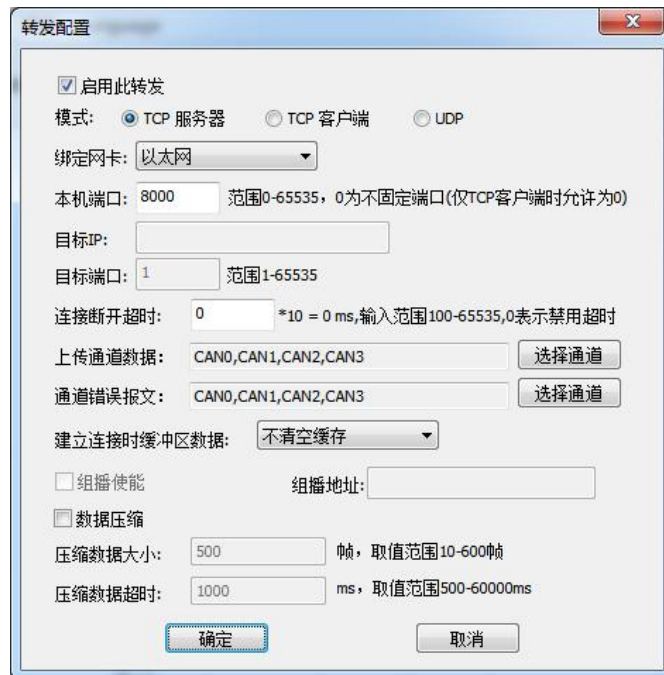 转发配置
启用此转发
模式: TCP 服务器 TCP 客户端 UDP
绑定网卡: 以太网
本机端口: 8000 范围0-65535，0为不固定端口(仅TCP客户端时允许为0)
目标IP:
目标端口: 1 范围1-65535
连接断开超时: 0 *10 = 0 ms,输入范围100-65535,0表示禁用超时
上传通道数据: CAN0,CAN1,CAN2,CAN3 选择通道
通道错误报文: CAN0,CAN1,CAN2,CAN3 选择通道
建立连接时缓冲区数据: 不清空缓存
组播使能 组播地址:
数据压缩
压缩数据大小: 500 帧，取值范围10-600帧
压缩数据超时: 1000 ms，取值范围500-60000ms
确定 取消